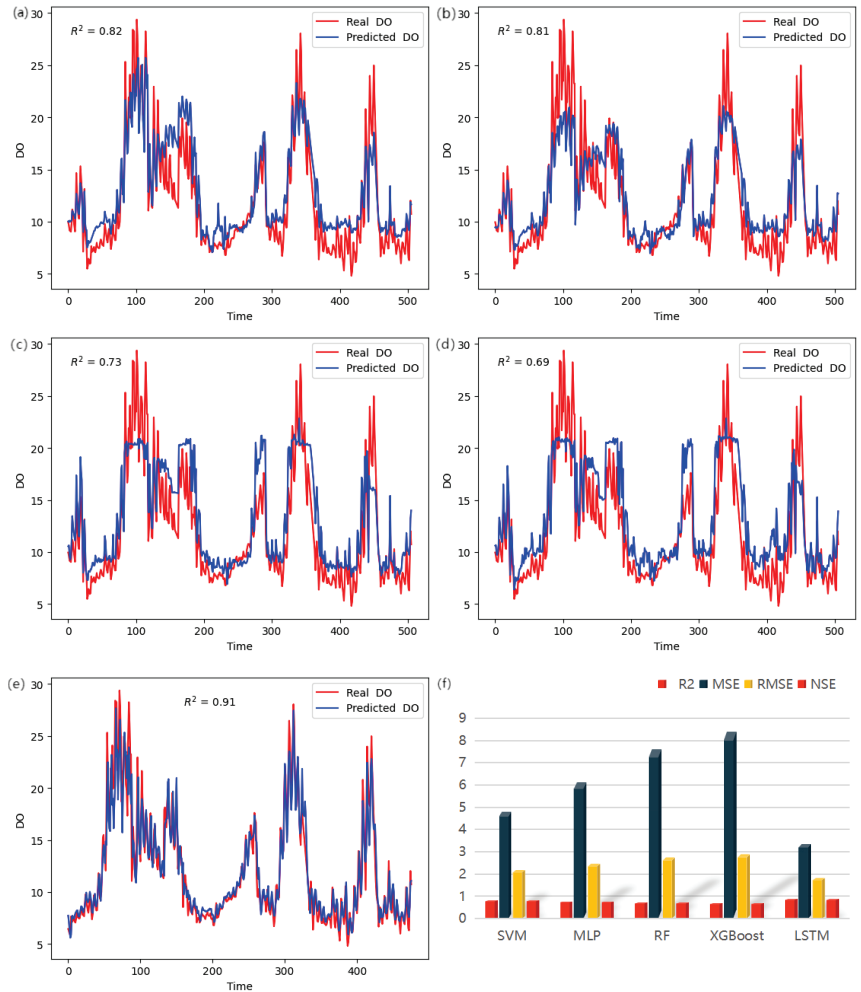 (a)
R² = 0.82
Real DO
Predicted DO
30
25
20
15
10
5
DO
0 100 200 300 400 500
Time
(b)
R² = 0.81
Real DO
Predicted DO
30
25
20
15
10
5
DO
0 100 200 300 400 500
Time
(c)
R² = 0.73
Real DO
Predicted DO
30
25
20
15
10
5
DO
0 100 200 300 400 500
Time
(d)
R² = 0.69
Real DO
Predicted DO
30
25
20
15
10
5
DO
0 100 200 300 400 500
Time
(e)
R² = 0.91
Real DO
Predicted DO
30
25
20
15
10
5
DO
0 100 200 300 400
Time
(f)
R2 MSE RMSE NSE
9
8
7
6
5
4
3
2
1
0
SVM MLP RF XGBoost LSTM